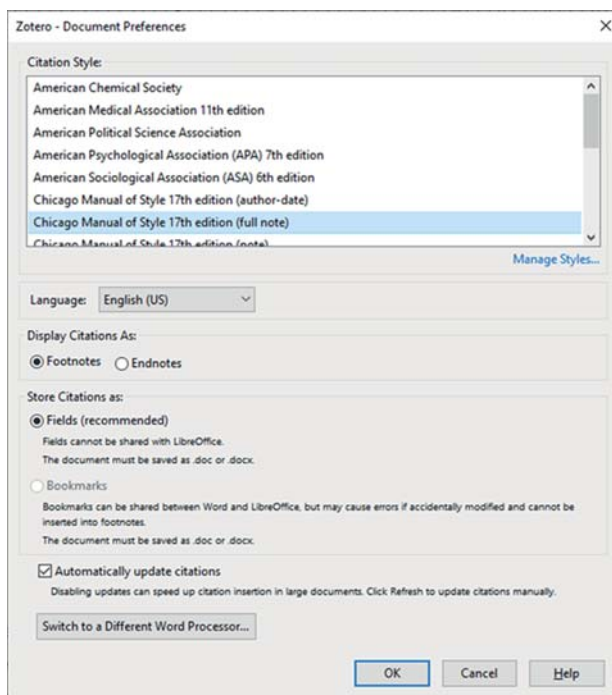 Zotero - Document Preferences
Citation Style:
American Chemical Society
American Medical Association 11th edition
American Political Science Association
American Psychological Association (APA) 7th edition
American Sociological Association (ASA) 6th edition
Chicago Manual of Style 17th edition (author-date)
Chicago Manual of Style 17th edition (full note)
Chicago Manual of Style 17th edition (note)
Manage Styles...
Language: English (US)
Display Citations As:
Footnotes Endnotes
Store Citations as:
Fields (recommended)
Fields cannot be shared with LibreOffice.
The document must be saved as .doc or .docx.
Bookmarks
Bookmarks can be shared between Word and LibreOffice, but may cause errors if accidentally modified and cannot be
inserted into footnotes.
The document must be saved as .doc or .docx.
Automatically update citations
Disabling updates can speed up citation insertion in large documents. Click Refresh to update citations manually.
Switch to a Different Word Processor...
OK Cancel Help